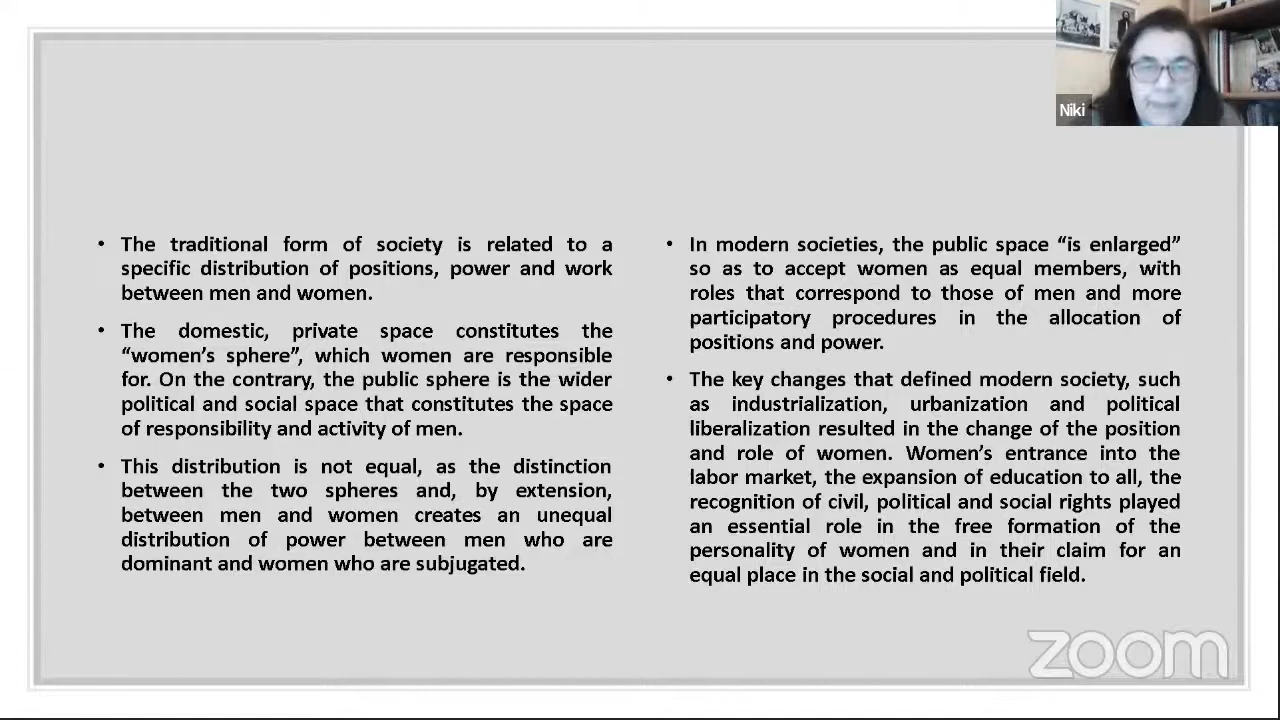 Niki
• The traditional form of society is related to a
specific distribution of positions, power and work
between men and women.
• The domestic, private space constitutes the
“women’s sphere”, which women are responsible
for. On the contrary, the public sphere is the wider
political and social space that constitutes the space
of responsibility and activity of men.
• This distribution is not equal, as the distinction
between the two spheres and, by extension,
between men and women creates an unequal
distribution of power between men who are
dominant and women who are subjugated.
• In modern societies, the public space “is enlarged”
so as to accept women as equal members, with
roles that correspond to those of men and more
participatory procedures in the allocation of
positions and power.
• The key changes that defined modern society, such
as industrialization, urbanization and political
liberalization resulted in the change of the position
and role of women. Women’s entrance into the
labor market, the expansion of education to all, the
recognition of civil, political and social rights played
an essential role in the free formation of the
personality of women and in their claim for an
equal place in the social and political field.
zoom